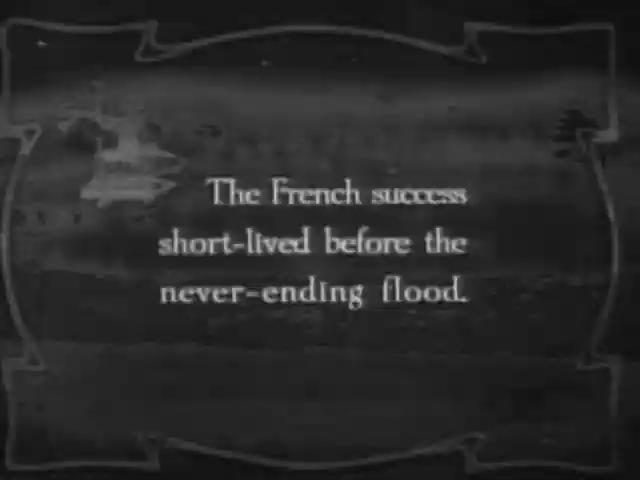 The French success
short-lived before the
never-ending flood.